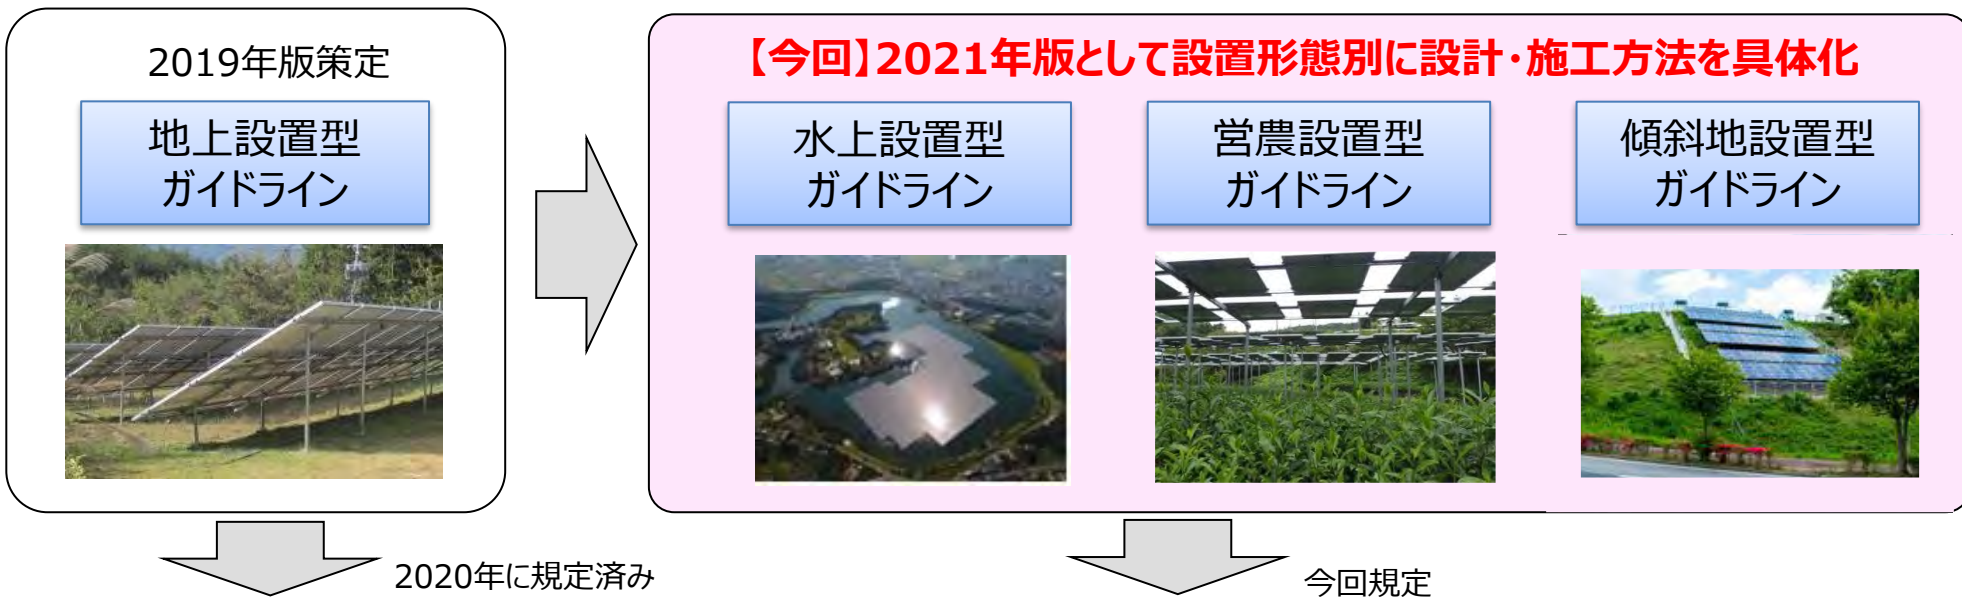 2019年版策定
地上設置型
ガイドライン
【今回】2021年版として設置形態別に設計・施工方法を具体化
水上設置型
ガイドライン
営農設置型
ガイドライン
傾斜地設置型
ガイドライン
2020年に規定済み
今回規定